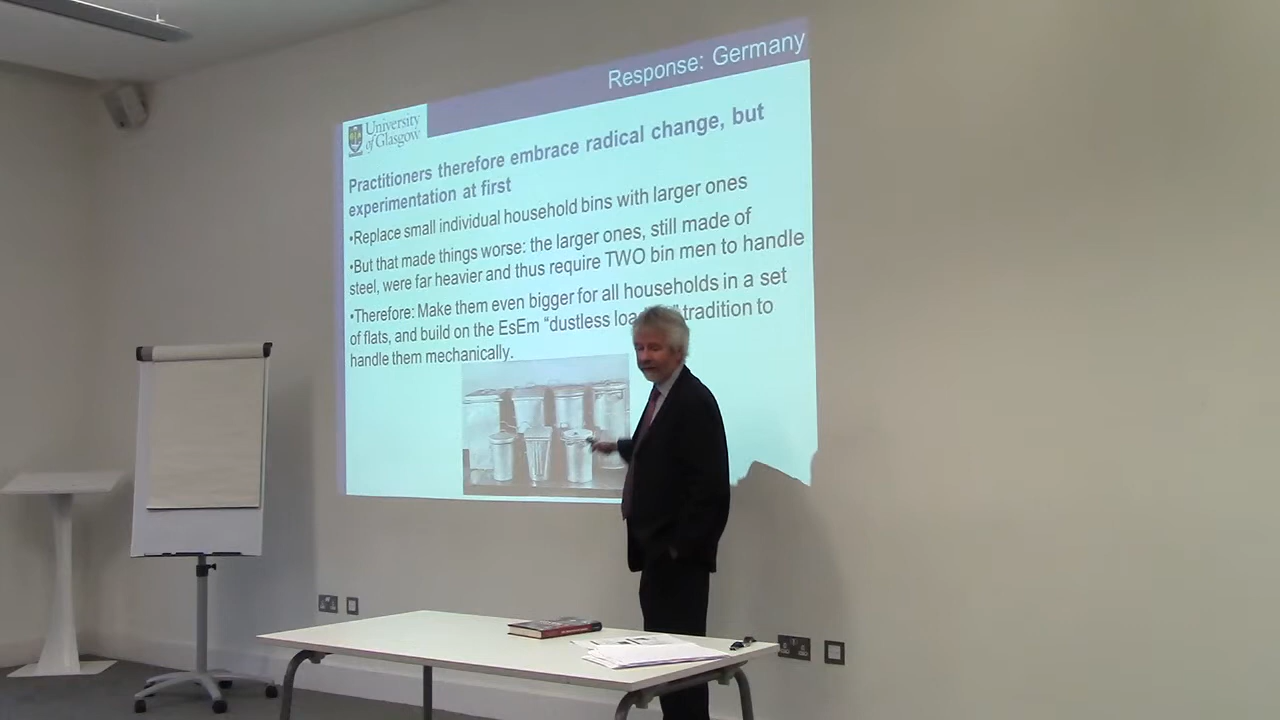 Response: Germany
University
of Glasgow
Practitioners therefore embrace radical change, but
experimentation at first
•Replace small individual household bins with larger ones
•But that made things worse: the larger ones, still made of
steel, were far heavier and thus require TWO bin men to handle
•Therefore: Make them even bigger for all households in a set
of flats, and build on the EsEm “dustless tradition to
handle them mechanically.